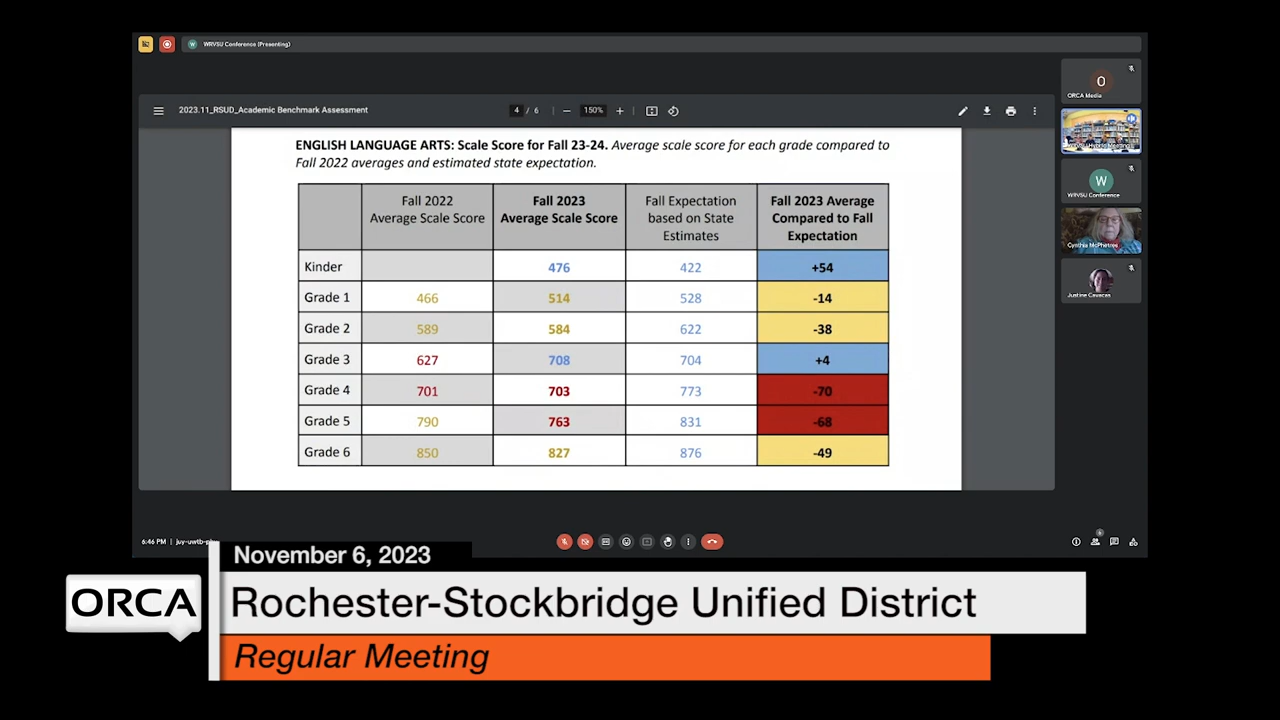 WRVSU Conference (Presenting)
2023.11_RSUD_Academic Benchmark Assessment
4 / 6
150%
ENGLISH LANGUAGE ARTS: Scale Score for Fall 23-24. Average scale score for each grade compared to
Fall 2022 averages and estimated state expectation.
Fall 2022
Average Scale Score
Fall 2023
Average Scale Score
Fall Expectation
based on State
Estimates
Fall 2023 Average
Compared to Fall
Expectation
Kinder 476 422 +54
Grade 1 466 514 528 -14
Grade 2 589 584 622 -38
Grade 3 627 708 704 +4
Grade 4 701 703 773 -70
Grade 5 790 763 831 -68
Grade 6 850 827 876 -49
O
ORCA Media
W
WRVSU Conference
Cynthia McPhetres
Justine Cavacas
6:46 PM
November 6, 2023
ORCA
Rochester-Stockbridge Unified District
Regular Meeting